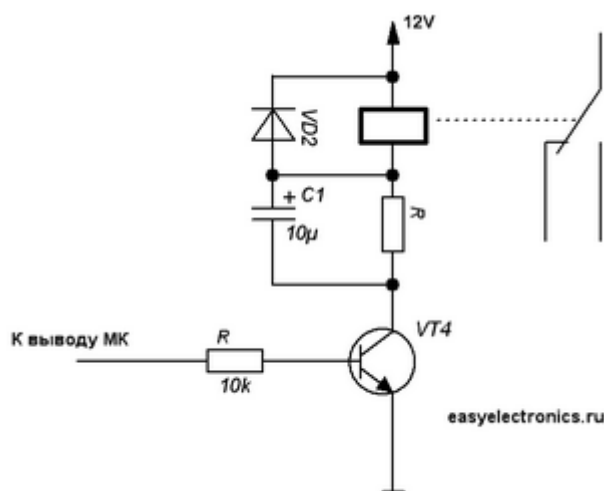 12V
VD2
+ C1
10µ
R
VT4
К выводу МК
R
10k
easyelectronics.ru